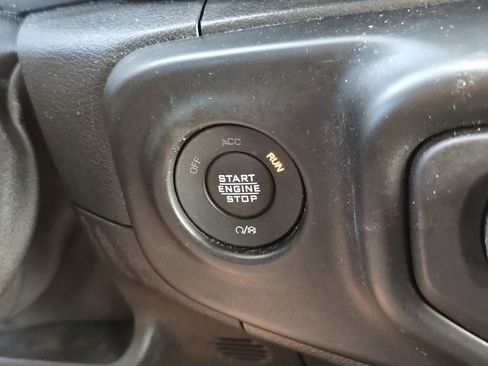 OFF ACC RUN
START
ENGINE
STOP